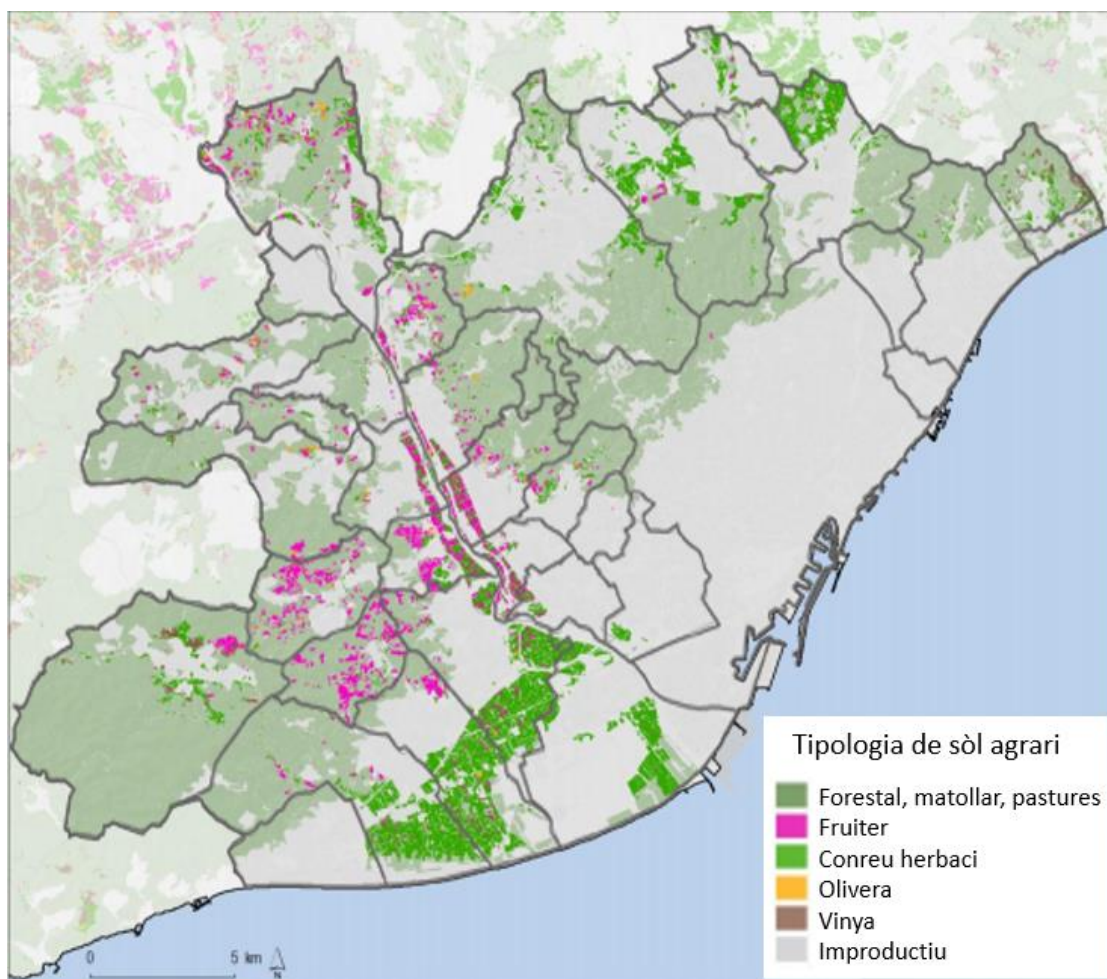 Tipologia de sòl agrari
Forestal, matollar, pastures
Fruiter
Conreu herbaci
Olivera
Vinya
Improductiu
0 5 km
N